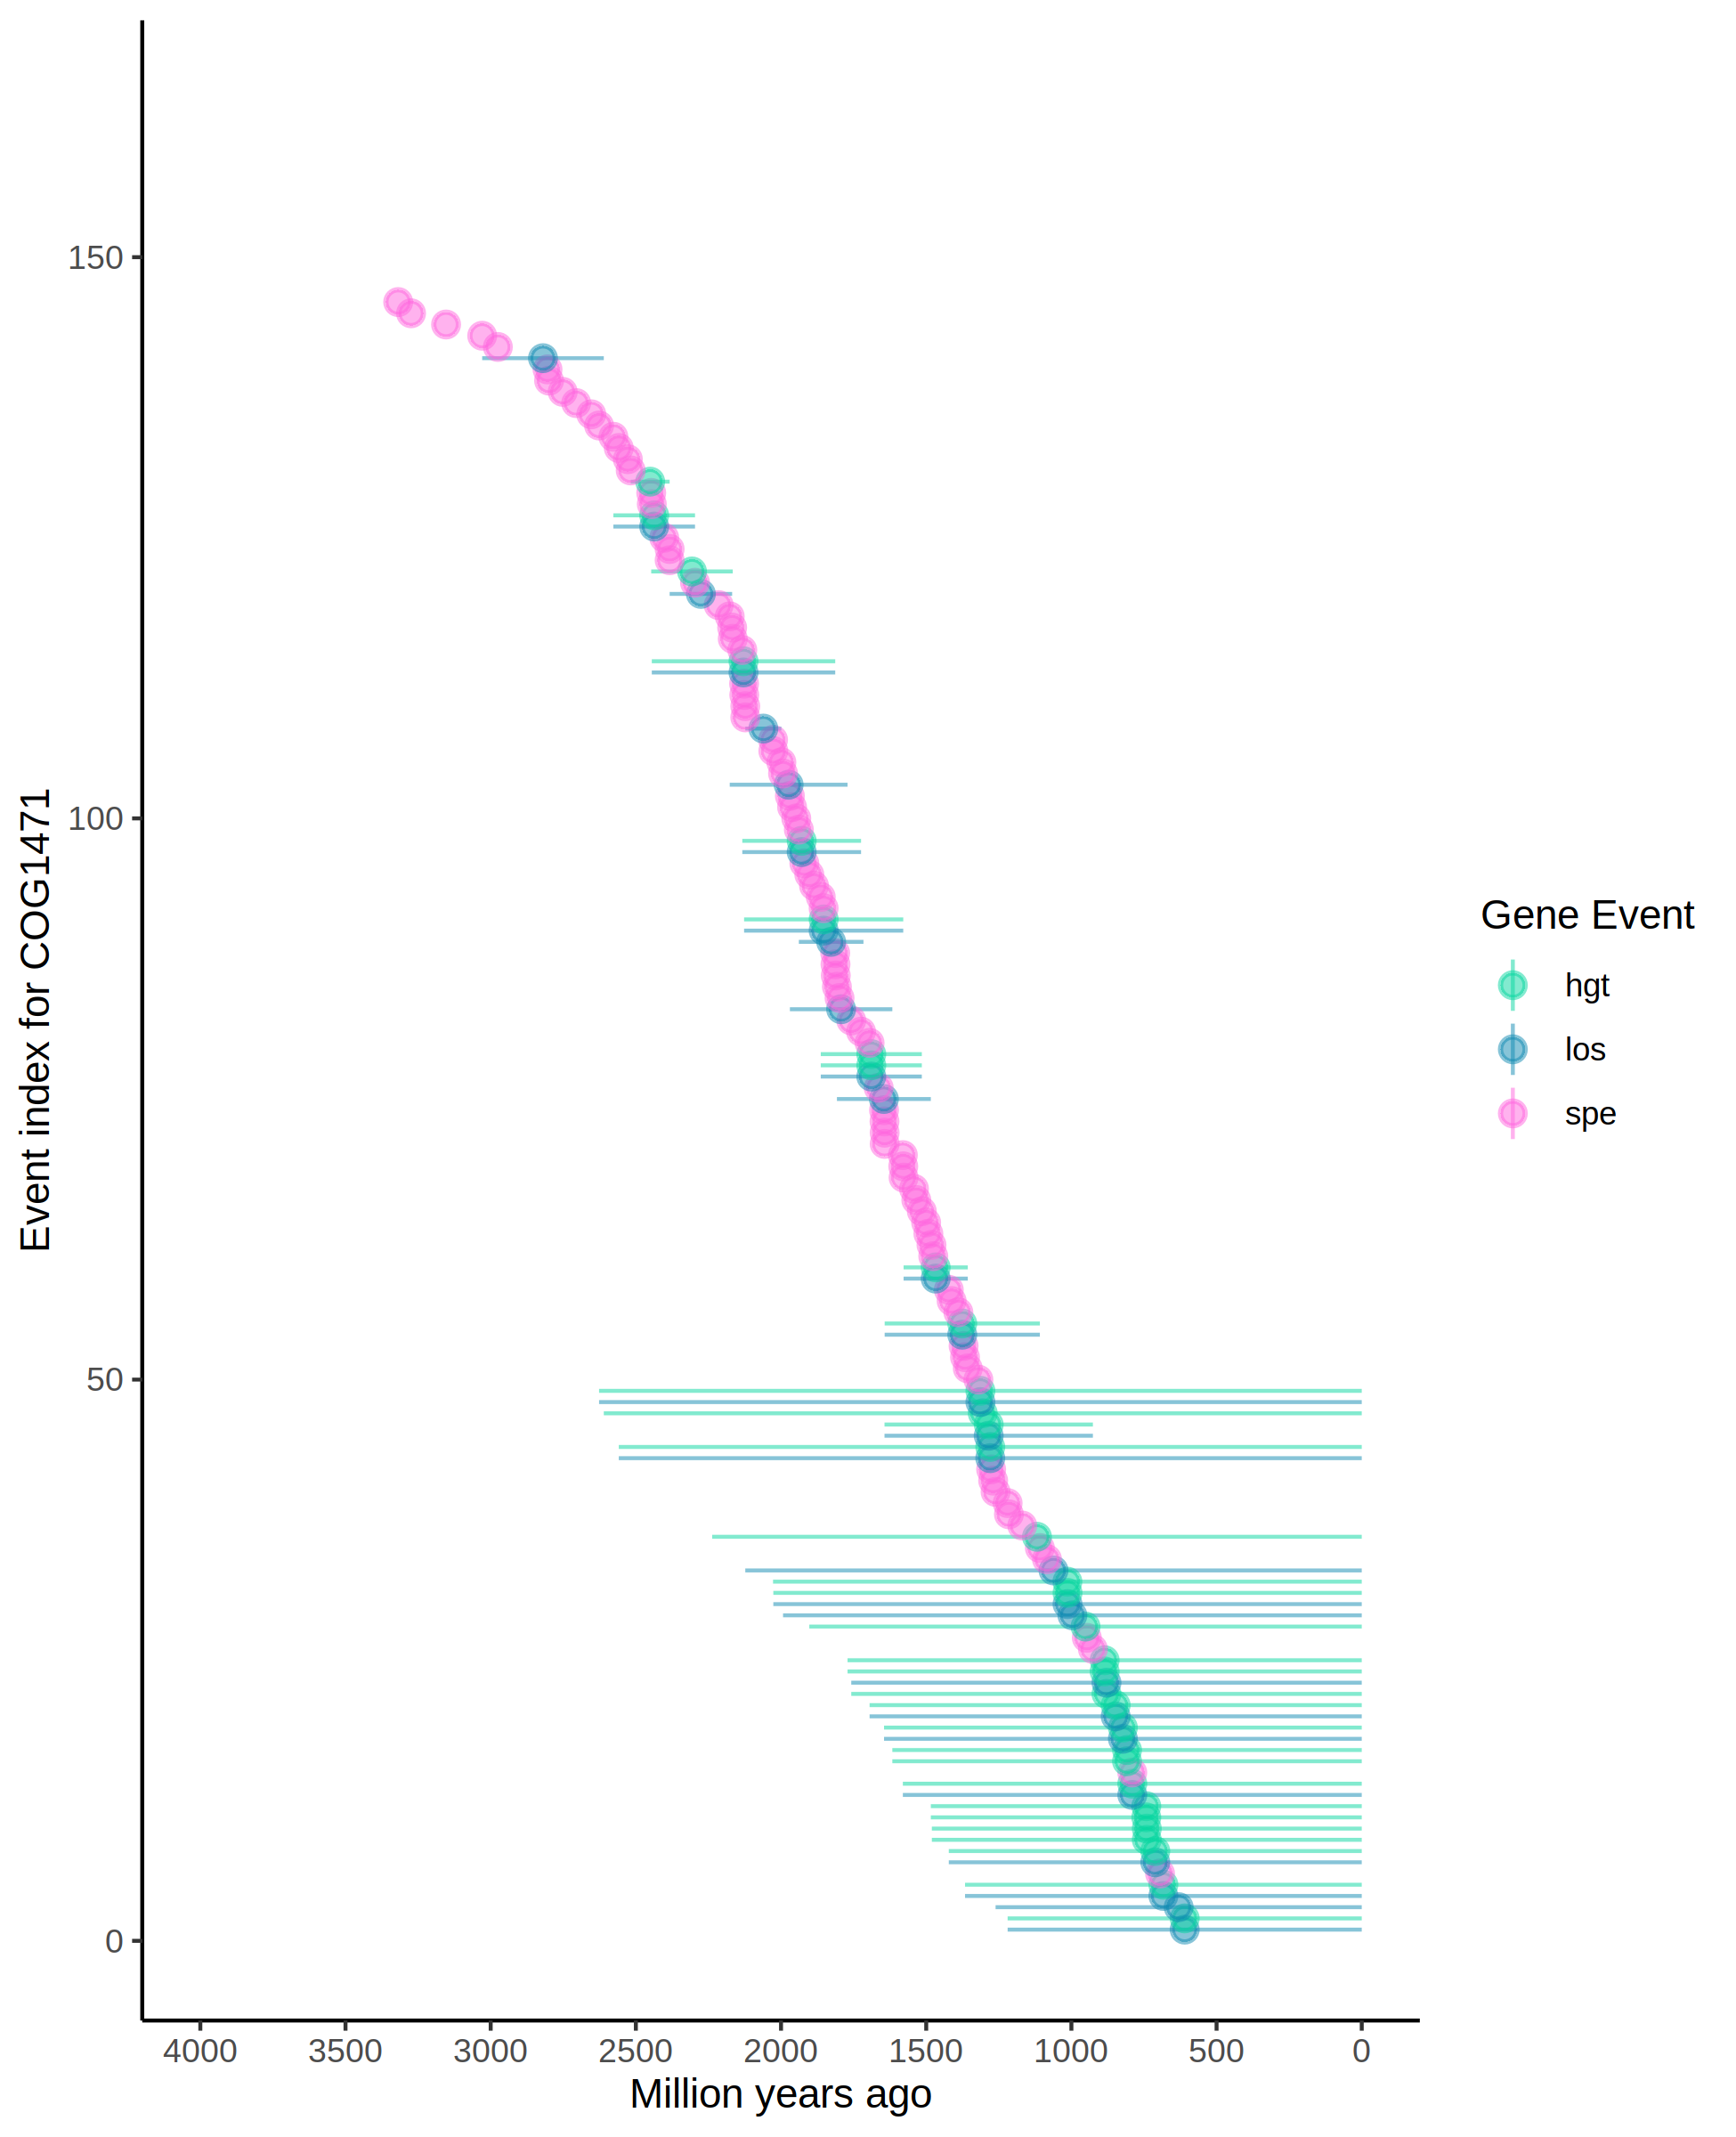 150
100
50
0
Event index for COG1471
4000 3500 3000 2500 2000 1500 1000 500 0
Million years ago
Gene Event
hgt
los
spe